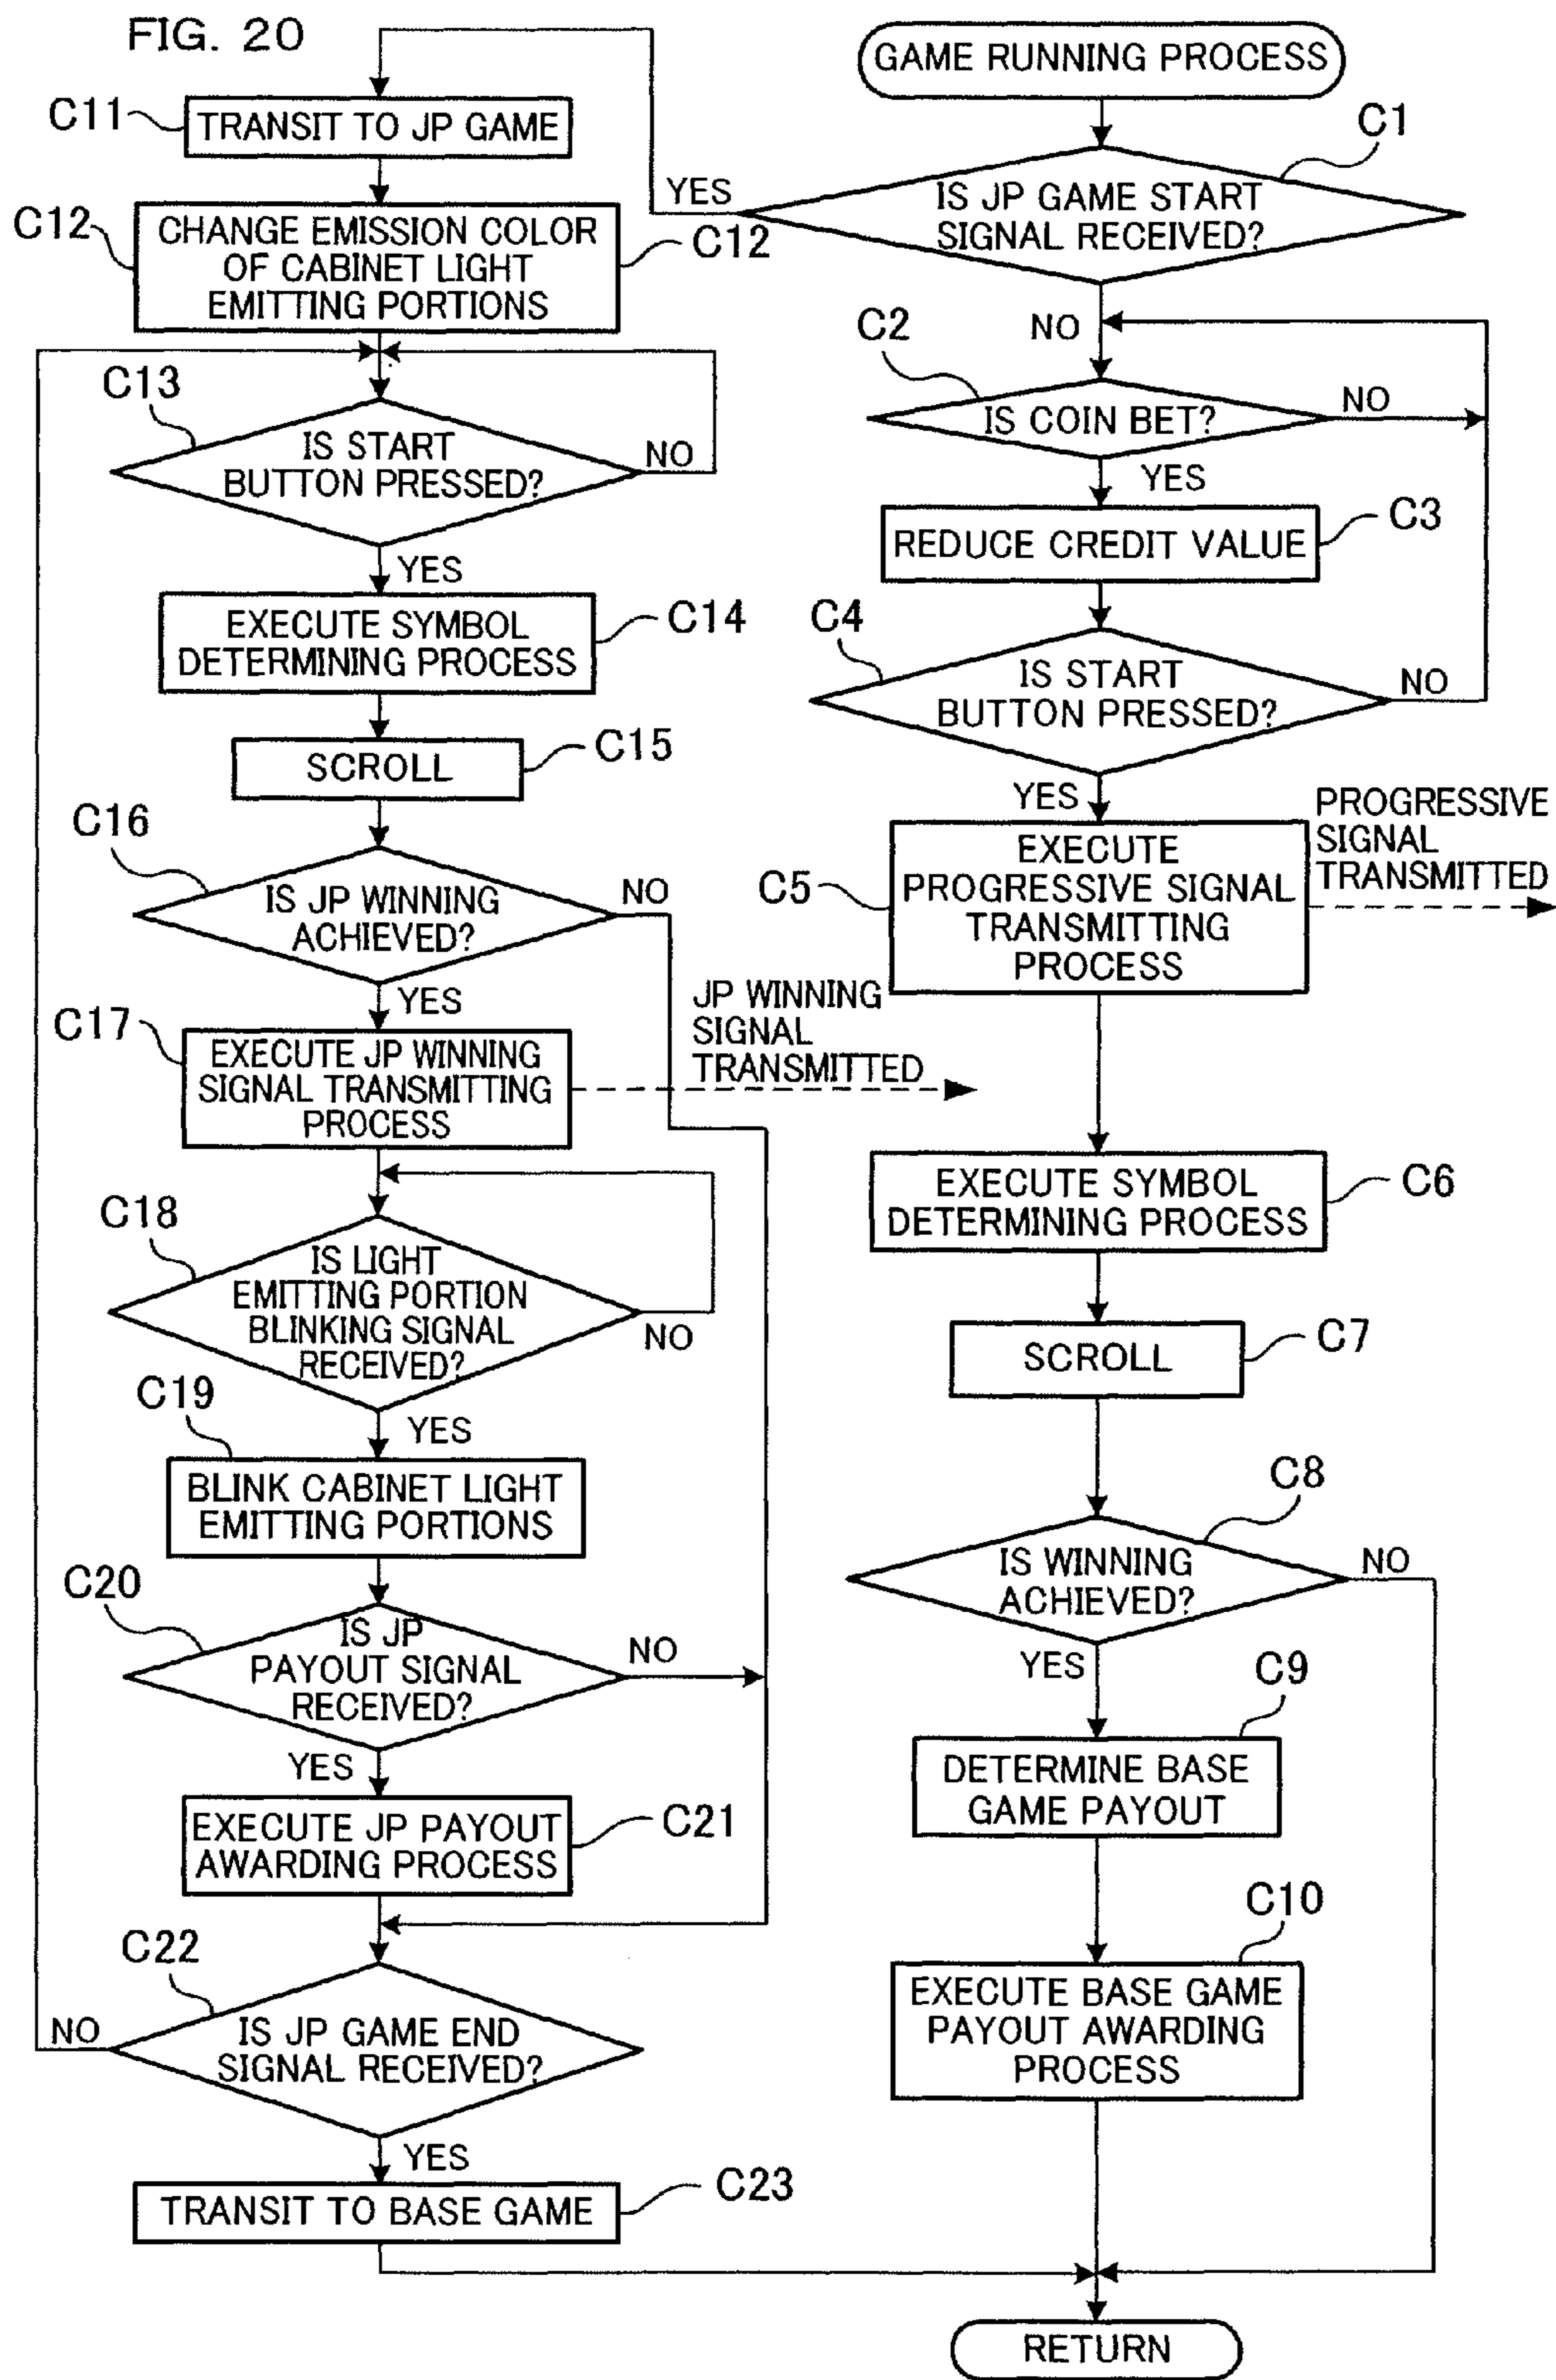 FIG. 20
GAME RUNNING PROCESS
C1
IS JP GAME START
SIGNAL RECEIVED?
YES
NO
C2
IS COIN BET?
NO
YES
C3
REDUCE CREDIT VALUE
C4
IS START
BUTTON PRESSED?
NO
YES
C5
EXECUTE
PROGRESSIVE SIGNAL
TRANSMITTING
PROCESS
PROGRESSIVE
SIGNAL
TRANSMITTED
C6
EXECUTE SYMBOL
DETERMINING PROCESS
C7
SCROLL
C8
IS WINNING
ACHIEVED?
NO
YES
C9
DETERMINE BASE
GAME PAYOUT
C10
EXECUTE BASE GAME
PAYOUT AWARDING
PROCESS
RETURN
C11
TRANSIT TO JP GAME
C12
CHANGE EMISSION COLOR
OF CABINET LIGHT
EMITTING PORTIONS
C12
C13
IS START
BUTTON PRESSED?
NO
YES
C14
EXECUTE SYMBOL
DETERMINING PROCESS
C15
SCROLL
C16
IS JP WINNING
ACHIEVED?
NO
YES
C17
EXECUTE JP WINNING
SIGNAL TRANSMITTING
PROCESS
JP WINNING
SIGNAL
TRANSMITTED
C18
IS LIGHT
EMITTING PORTION
BLINKING SIGNAL
RECEIVED?
NO
YES
C19
BLINK CABINET LIGHT
EMITTING PORTIONS
C20
IS JP
PAYOUT SIGNAL
RECEIVED?
NO
YES
C21
EXECUTE JP PAYOUT
AWARDING PROCESS
C22
IS JP GAME END
SIGNAL RECEIVED?
NO
YES
C23
TRANSIT TO BASE GAME